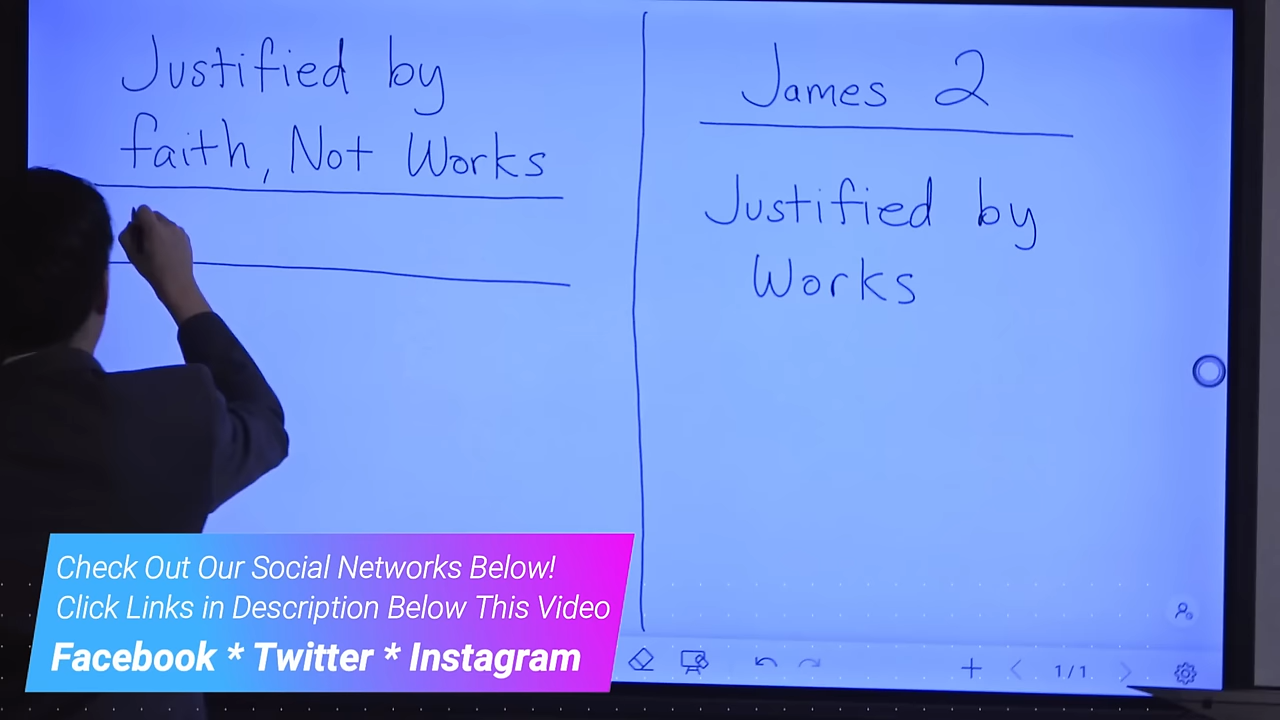 Justified by
faith, Not Works
James 2
Justified by
Works
Check Out Our Social Networks Below!
Click Links in Description Below This Video
Facebook * Twitter * Instagram
1/1